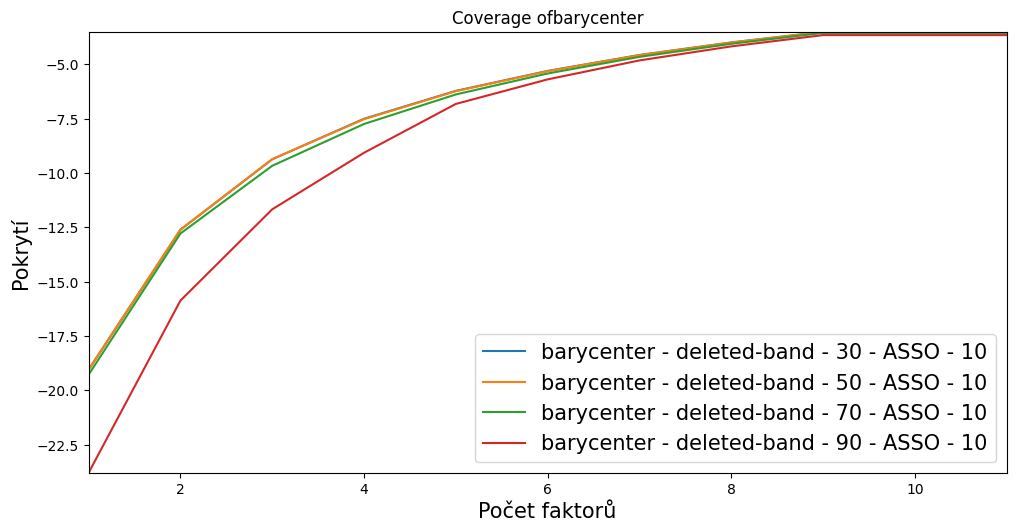 Coverage ofbarycenter
Pokrytí
−5.0
−7.5
−10.0
−12.5
−15.0
−17.5
−20.0
−22.5
barycenter - deleted-band - 30 - ASSO - 10
barycenter - deleted-band - 50 - ASSO - 10
barycenter - deleted-band - 70 - ASSO - 10
barycenter - deleted-band - 90 - ASSO - 10
2 4 6 8 10
Počet faktorů